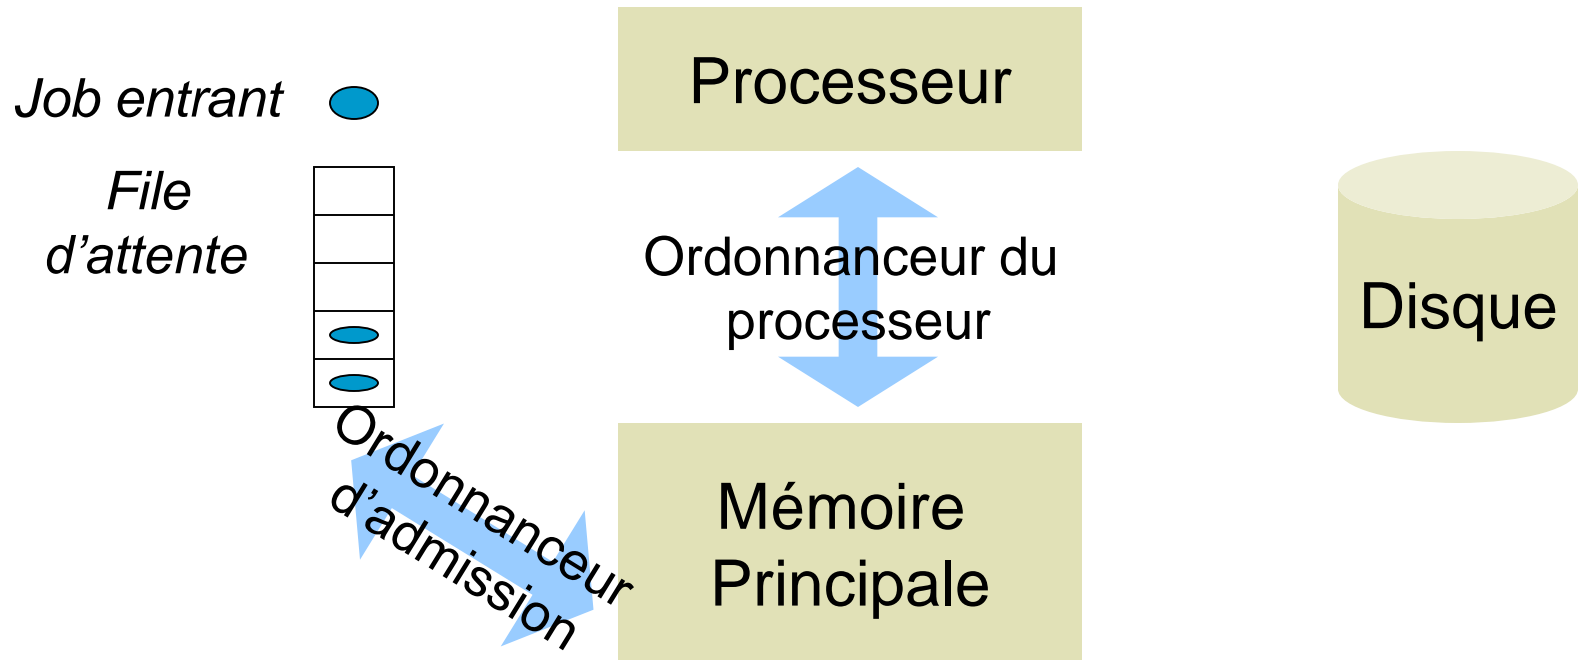 Job entrant
File
d’attente
Processeur
Ordonnanceur du
processeur
Disque
Ordonnanceur
d’admission
Mémoire
Principale